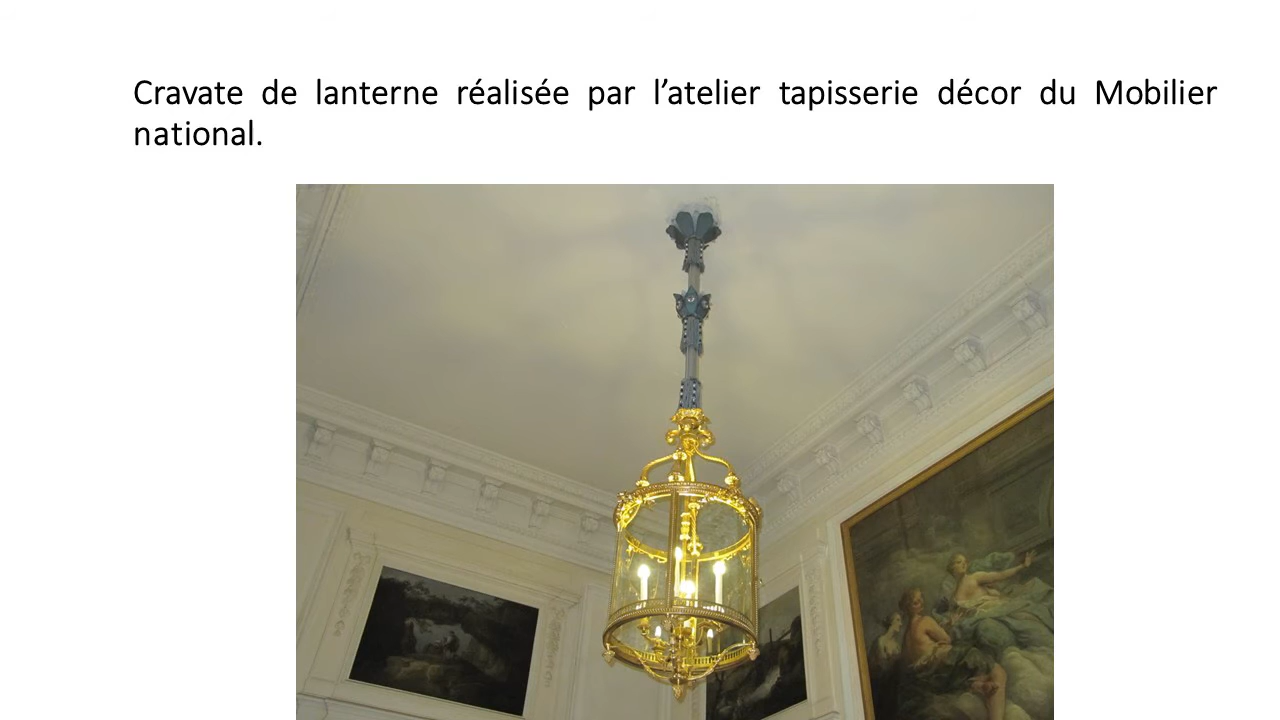 Cravate de lanterne réalisée par l’atelier tapisserie décor du Mobilier
national.